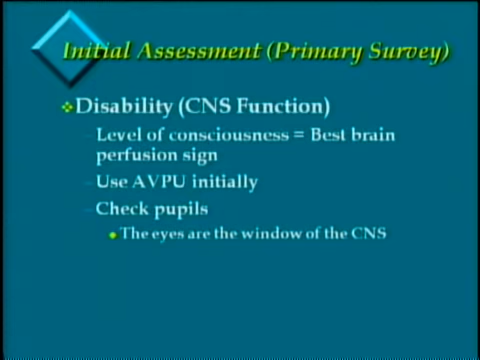 Initial Assessment (Primary Survey)
Disability (CNS Function)
– Level of consciousness = Best brain
perfusion sign
– Use AVPU initially
– Check pupils
The eyes are the window of the CNS